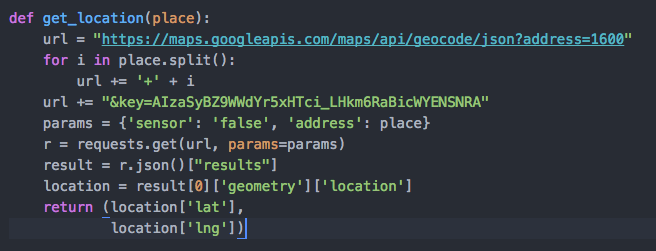 def get_location(place):
    url = "https://maps.googleapis.com/maps/api/geocode/json?address=1600"
    for i in place.split():
        url += '+' + i
    url += "&key=AIzaSyBZ9WWdYr5xHTci_LHkm6RaBicWYENSNRA"
    params = {'sensor': 'false', 'address': place}
    r = requests.get(url, params=params)
    result = r.json()["results"]
    location = result[0]['geometry']['location']
    return (location['lat'],
            location['lng'])